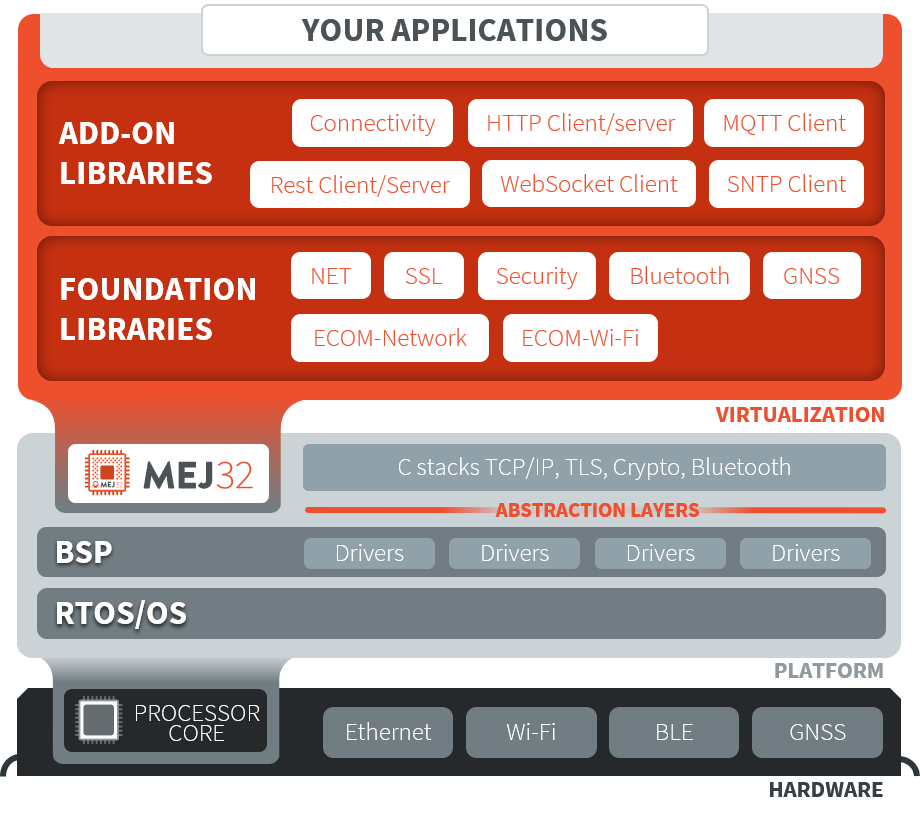 YOUR APPLICATIONS
ADD-ON
LIBRARIES
Connectivity
HTTP Client/server
MQTT Client
Rest Client/Server
WebSocket Client
SNTP Client
FOUNDATION
LIBRARIES
NET
SSL
Security
Bluetooth
GNSS
ECOM-Network
ECOM-Wi-Fi
VIRTUALIZATION
MEJ32
MEJ32
C stacks TCP/IP, TLS, Crypto, Bluetooth
ABSTRACTION LAYERS
BSP
Drivers
Drivers
Drivers
Drivers
RTOS/OS
PLATFORM
PROCESSOR
CORE
Ethernet
Wi-Fi
BLE
GNSS
HARDWARE